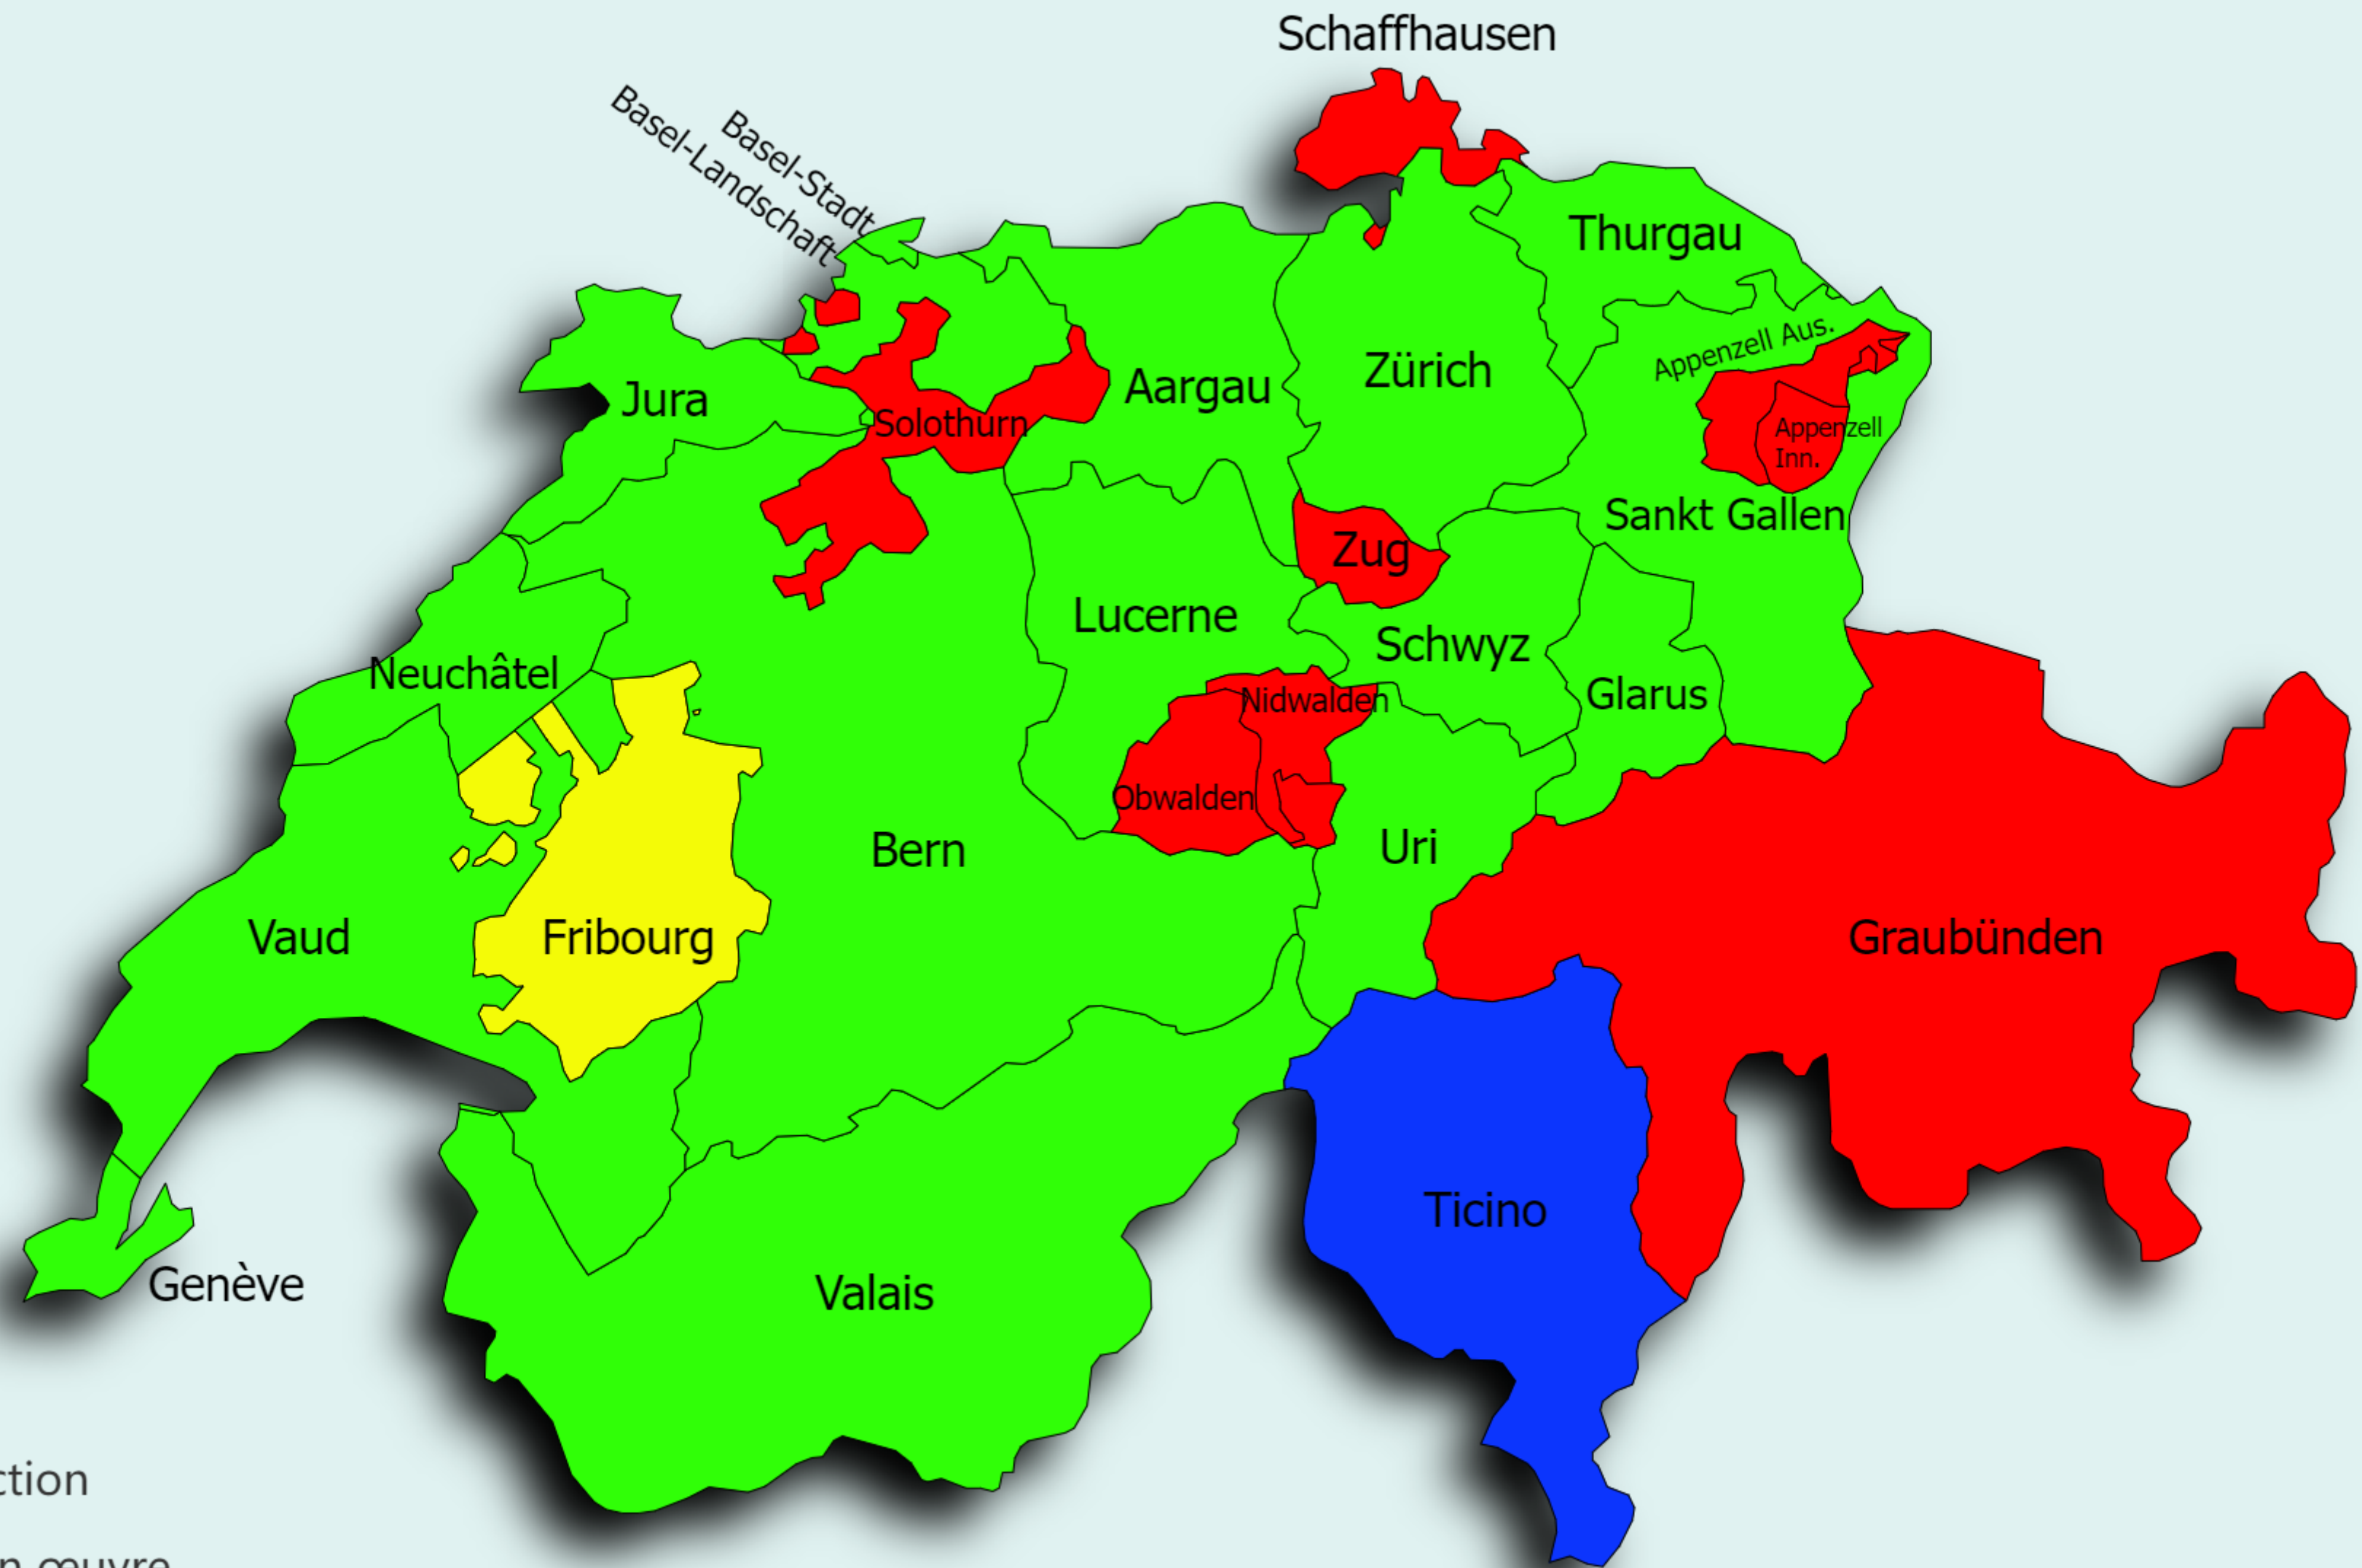 Schaffhausen
Basel-Stadt
Basel-Landschaft
Thurgau
Appenzell Aus.
Jura
Aargau
Zürich
Solothurn
Appenzell
Inn.
Sankt Gallen
Zug
Lucerne
Schwyz
Neuchâtel
Glarus
Nidwalden
Obwalden
Bern
Uri
Vaud
Fribourg
Graubünden
Ticino
Genève
Valais
ction
n œuvre